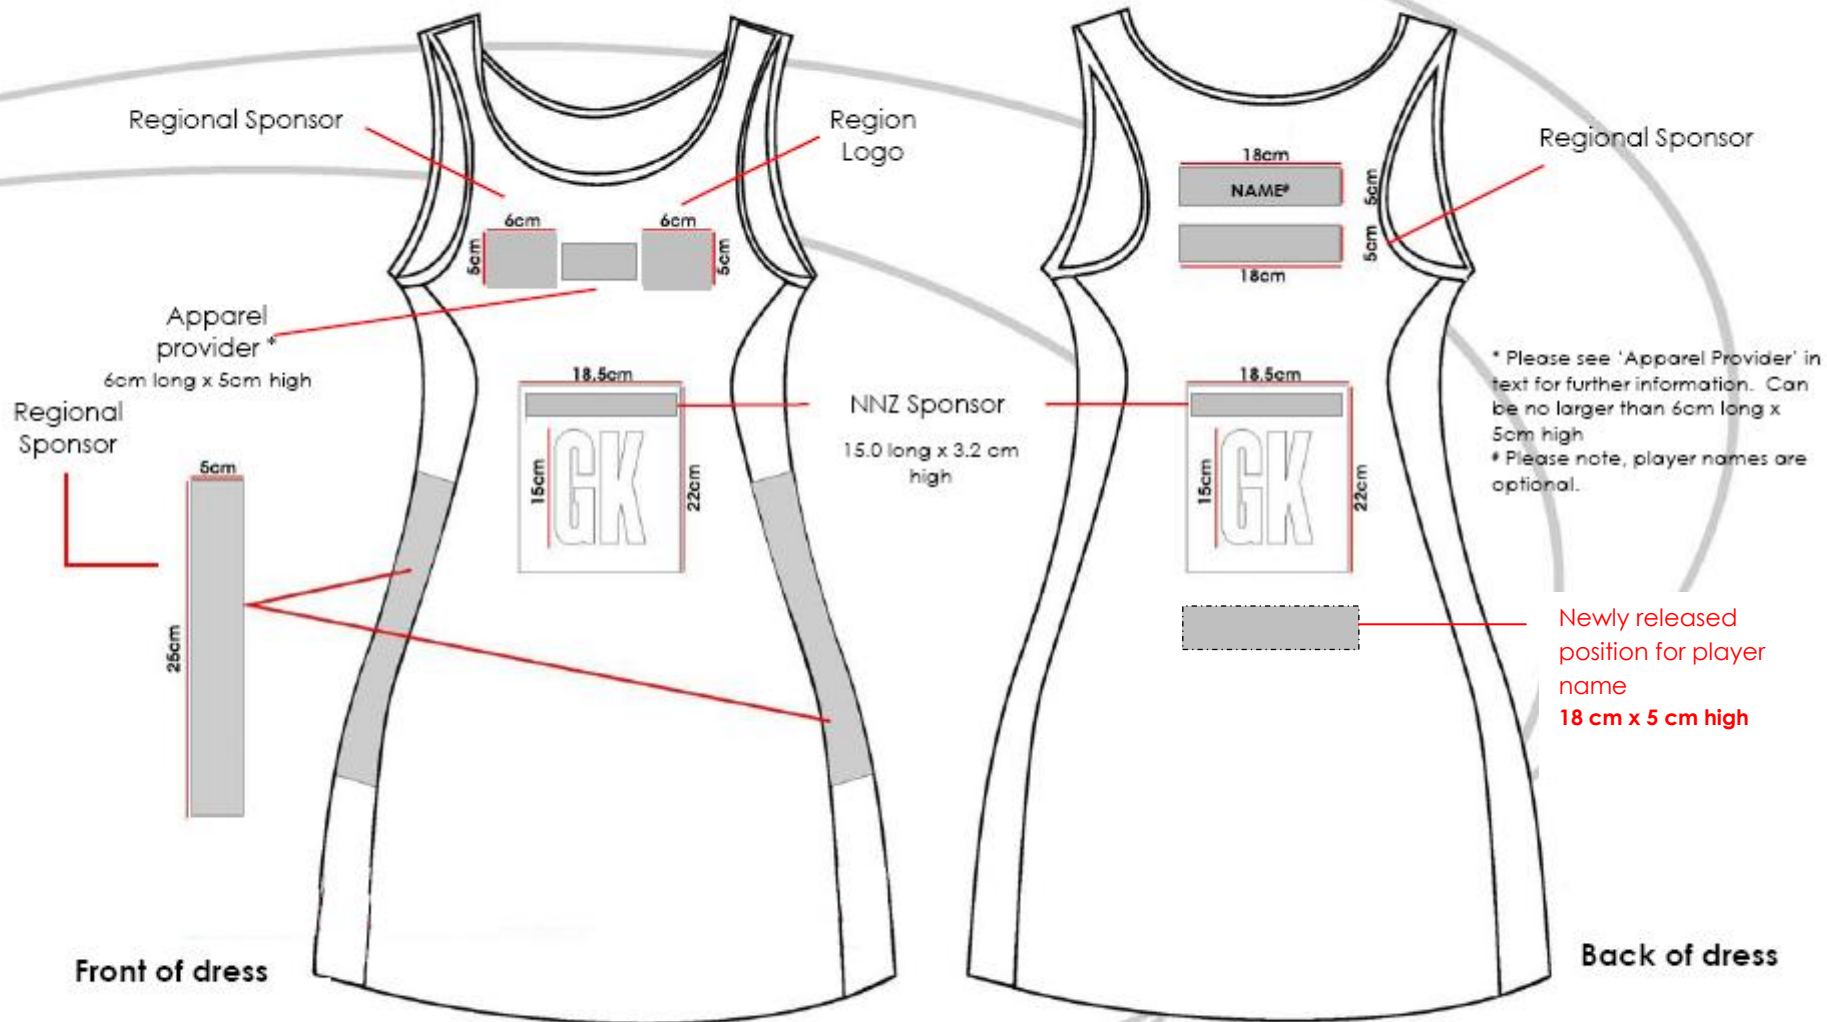 Regional Sponsor
Region
Logo
6cm
6cm
5cm
5cm
Apparel
provider *
6cm long x 5cm high
Regional
Sponsor
5cm
25cm
18.5cm
GK
15cm
22cm
NNZ Sponsor
15.0 long x 3.2 cm
high
Front of dress
18cm
NAME#
5cm
5cm
18cm
Regional Sponsor
18.5cm
GK
15cm
22cm
* Please see 'Apparel Provider' in
text for further information.  Can
be no larger than 6cm long x
5cm high
# Please note, player names are
optional.
Newly released
position for player
name
18 cm x 5 cm high
Back of dress